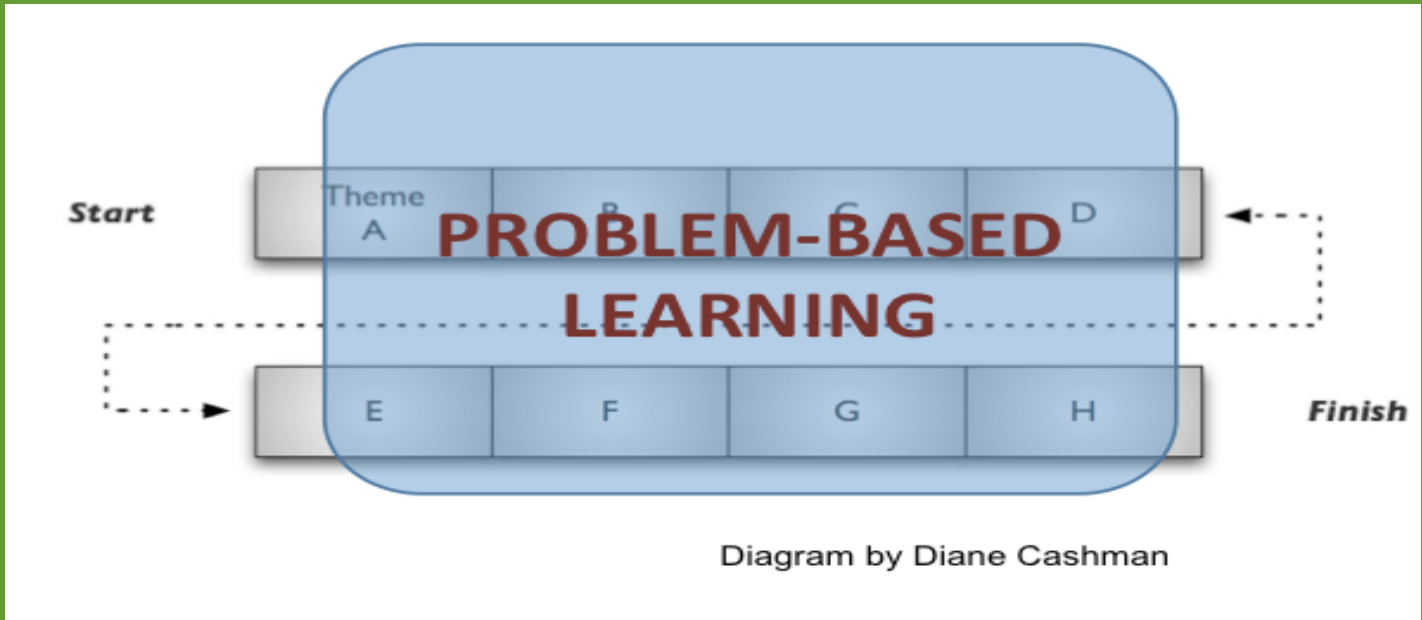 Start
Theme
A
B
C
D
PROBLEM-BASED
LEARNING
E
F
G
H
Finish
Diagram by Diane Cashman